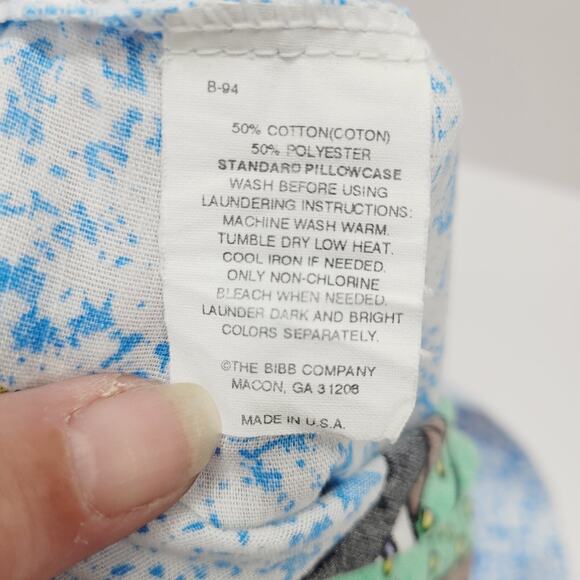 B-94
50% COTTON(COTON)
50% POLYESTER
STANDARD PILLOWCASE
WASH BEFORE USING
LAUNDERING INSTRUCTIONS:
MACHINE WASH WARM.
TUMBLE DRY LOW HEAT.
COOL IRON IF NEEDED.
ONLY NON-CHLORINE
BLEACH WHEN NEEDED.
LAUNDER DARK AND BRIGHT
COLORS SEPARATELY.
©THE BIBB COMPANY
MACON, GA 31208
MADE IN U.S.A.